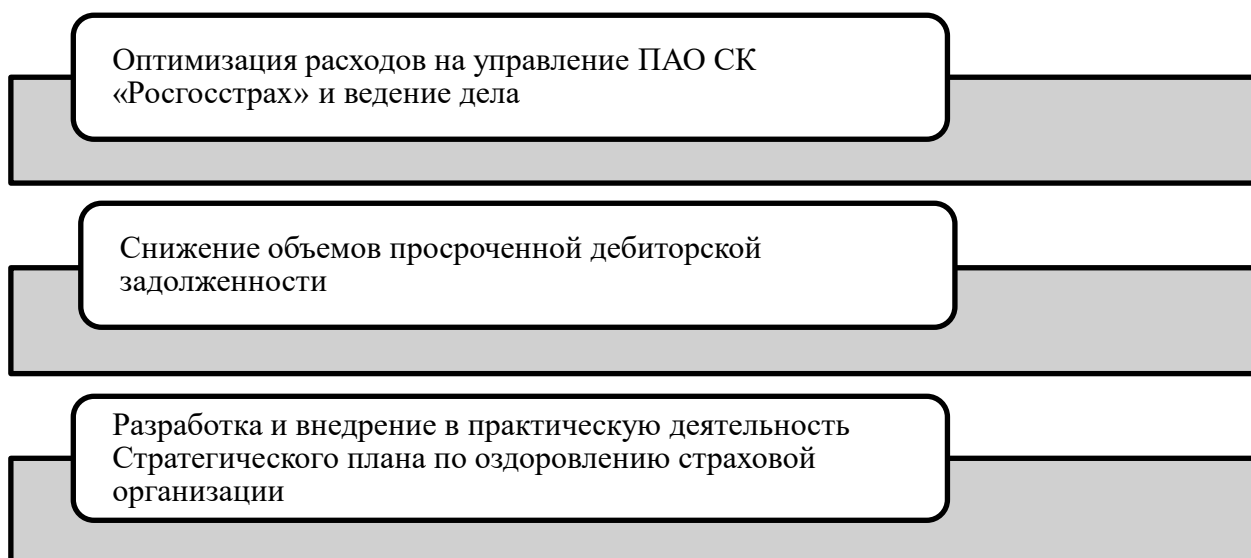 Оптимизация расходов на управление ПАО СК
«Росгосстрах» и ведение дела
Снижение объемов просроченной дебиторской
задолженности
Разработка и внедрение в практическую деятельность
Стратегического плана по оздоровлению страховой
организации